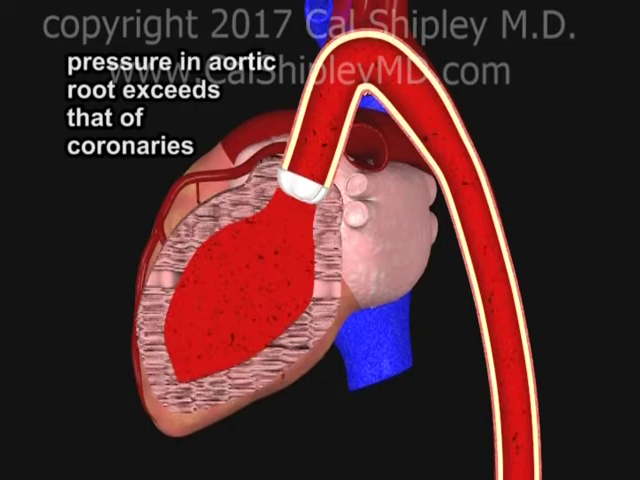 copyright 2017 Cal Shipley M.D.
www.CalShipleyMD.com
pressure in aortic
root exceeds
that of
coronaries